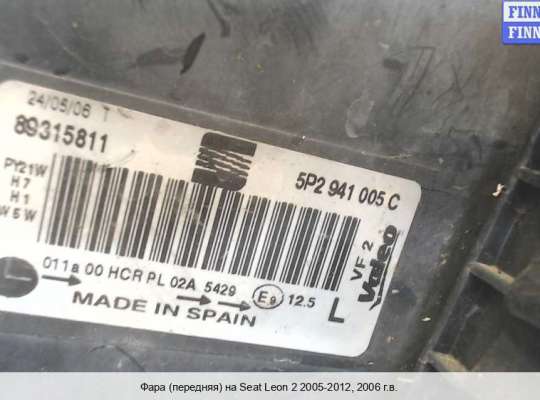 FINN
FINN
24/05/06 T
89315811
5P2 941 005 C
PY21W
H7
H1
W5W
VF 2
Valeo
011a 00 HCR PL 02A 5429 E9 12.5 L
MADE IN SPAIN
Фара (передняя) на Seat Leon 2 2005-2012, 2006 г.в.